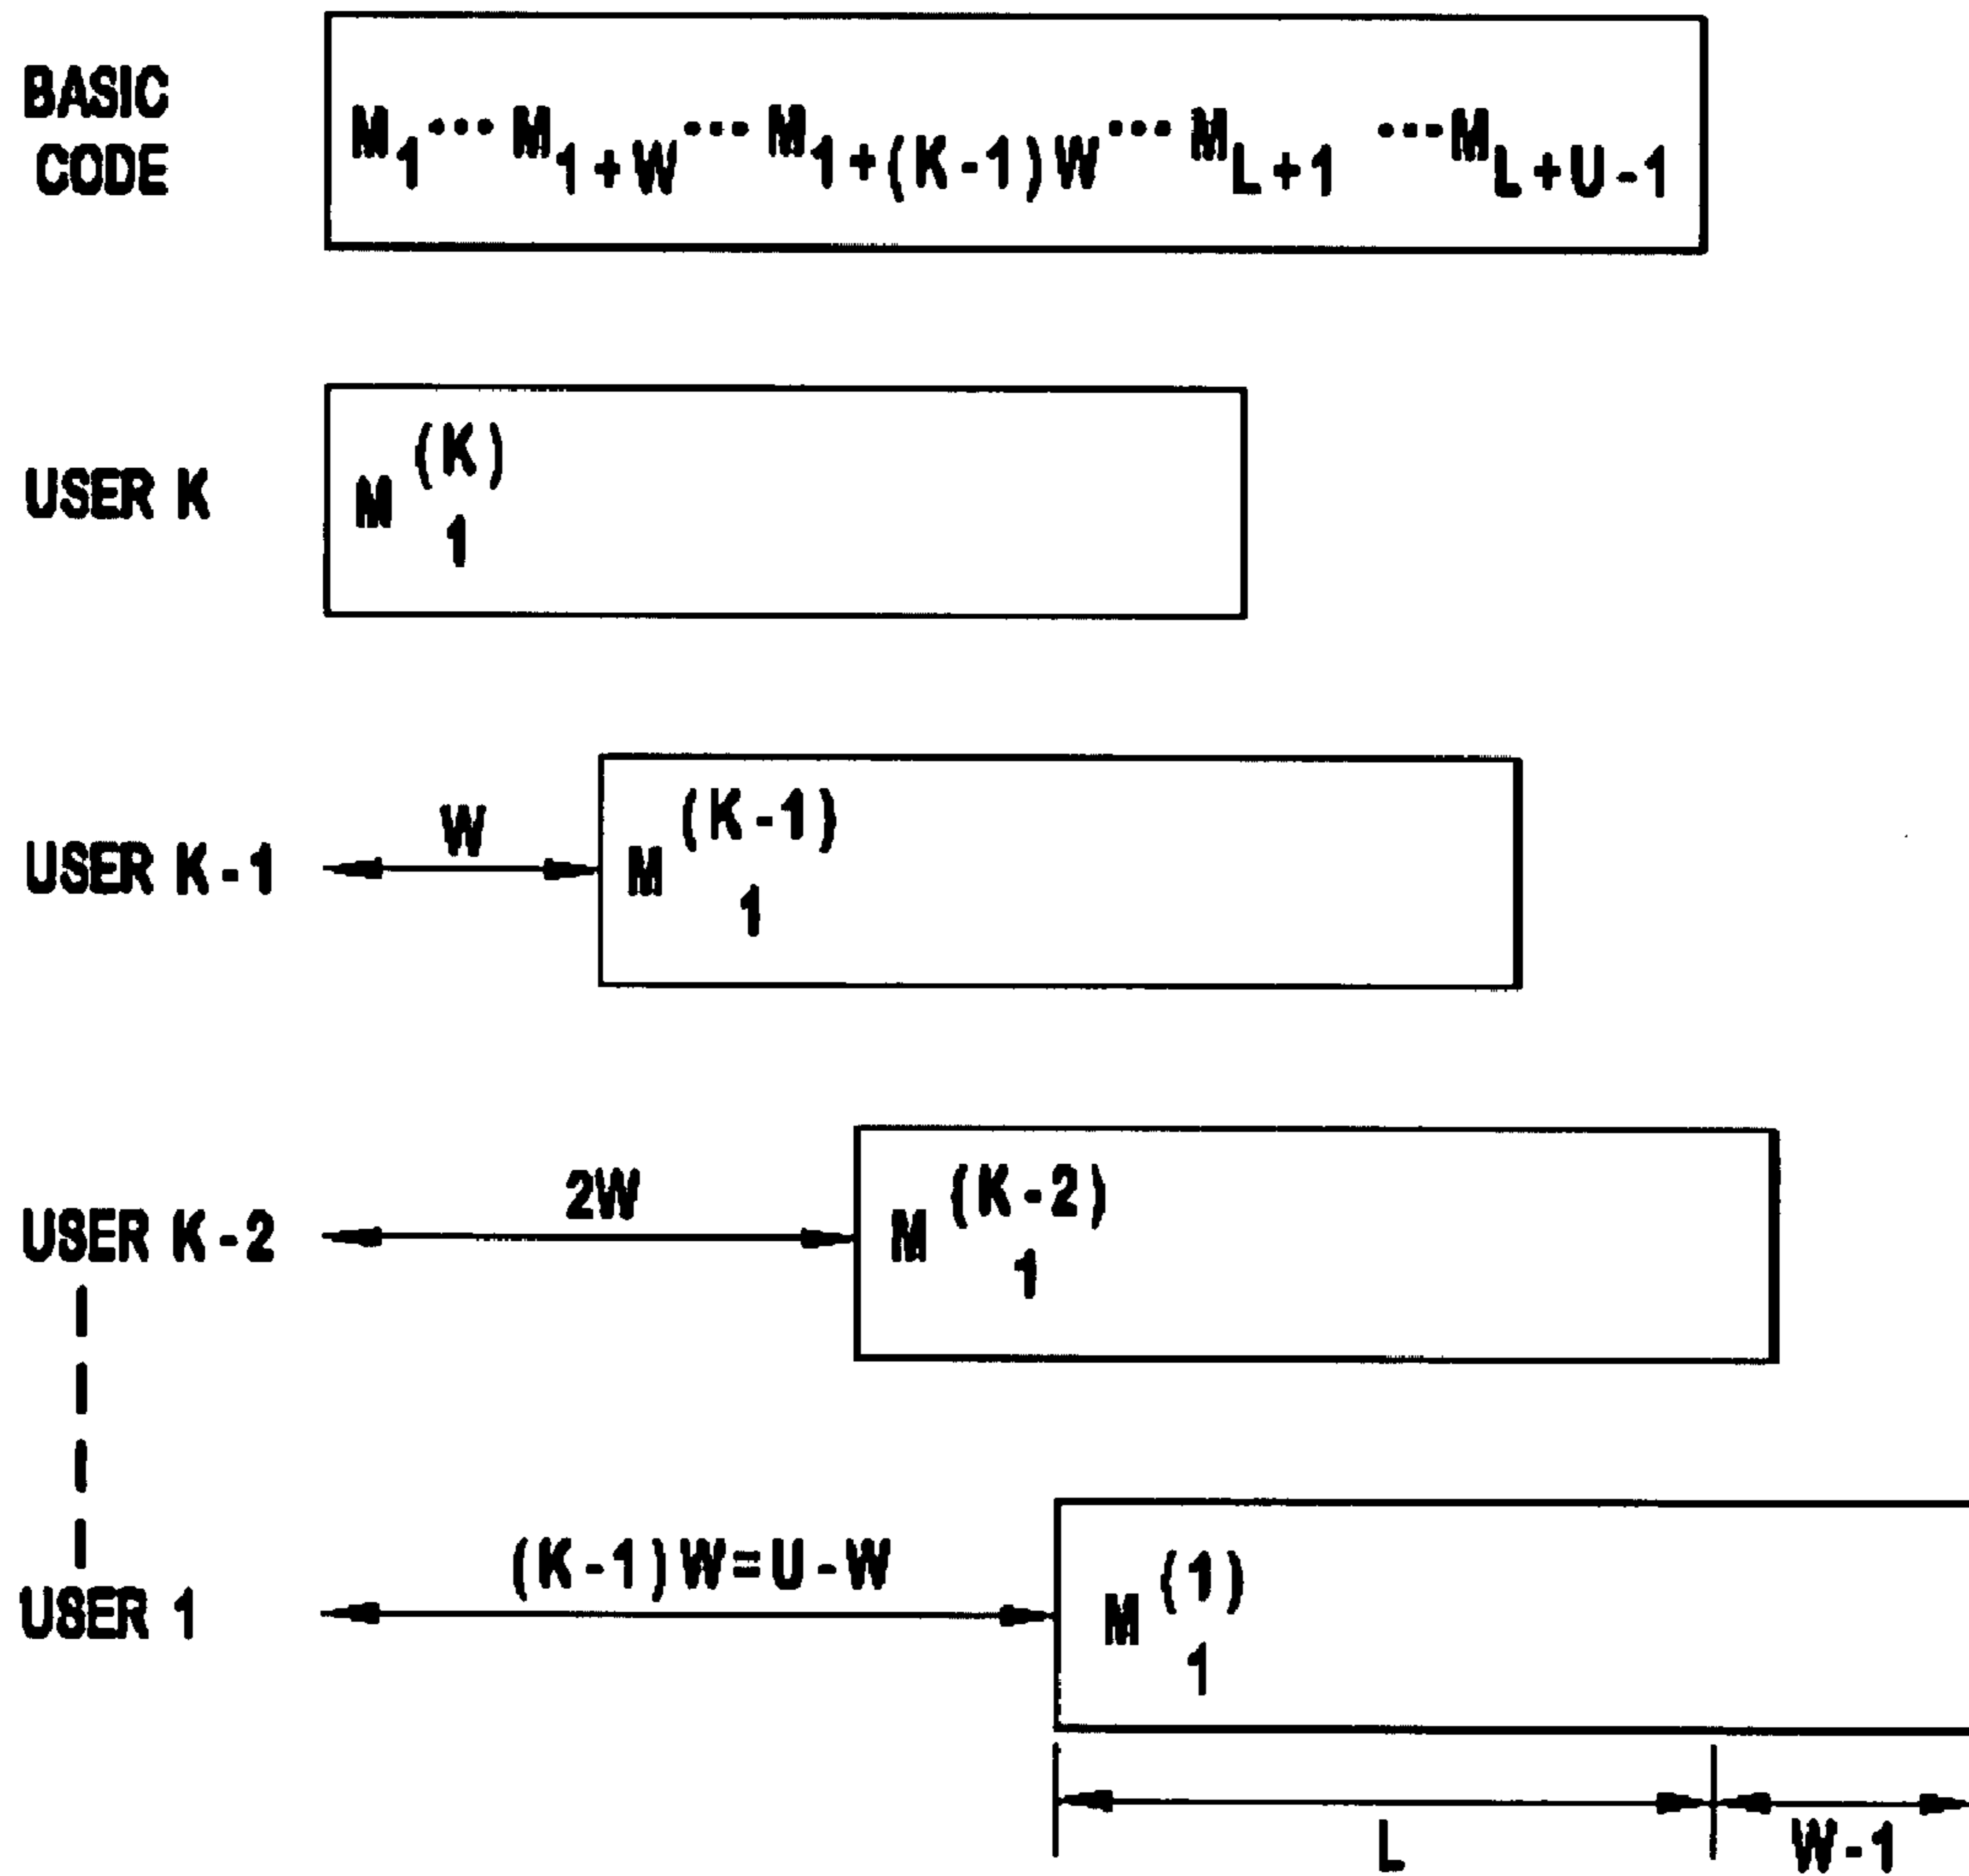 BASIC CODE
M1 ··· M1+W ··· M1+(K-1)W ··· ML+1 ··· ML+U-1
USER K
M(K)1
USER K-1
W
M(K-1)1
USER K-2
2W
M(K-2)1
USER 1
(K-1)W=U-W
M(1)1
L
W-1